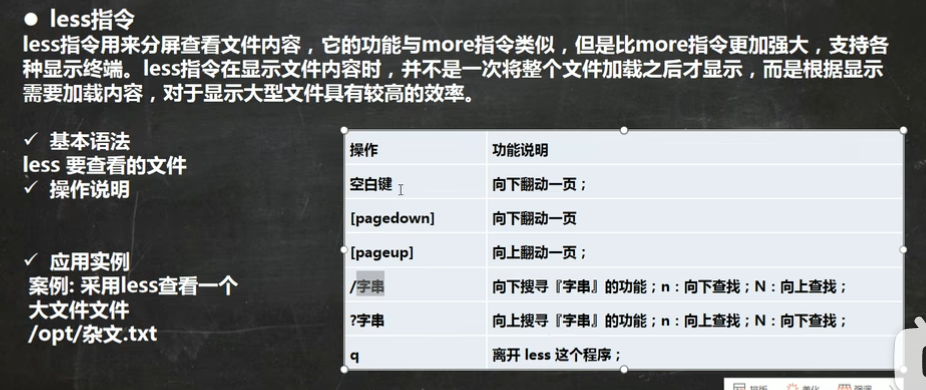 ● less指令
less指令用来分屏查看文件内容，它的功能与more指令类似，但是比more指令更加强大，支持各
种显示终端。less指令在显示文件内容时，并不是一次将整个文件加载之后才显示，而是根据显示
需要加载内容，对于显示大型文件具有较高的效率。
✓ 基本语法
less 要查看的文件
✓ 操作说明
操作 功能说明
空白键 向下翻动一页；
[pagedown] 向下翻动一页
[pageup] 向上翻动一页；
/字串 向下搜寻『字串』的功能；n：向下查找；N：向上查找；
?字串 向上搜寻『字串』的功能；n：向上查找；N：向下查找；
q 离开 less 这个程序；
✓ 应用实例
案例: 采用less查看一个
大文件文件
/opt/杂文.txt